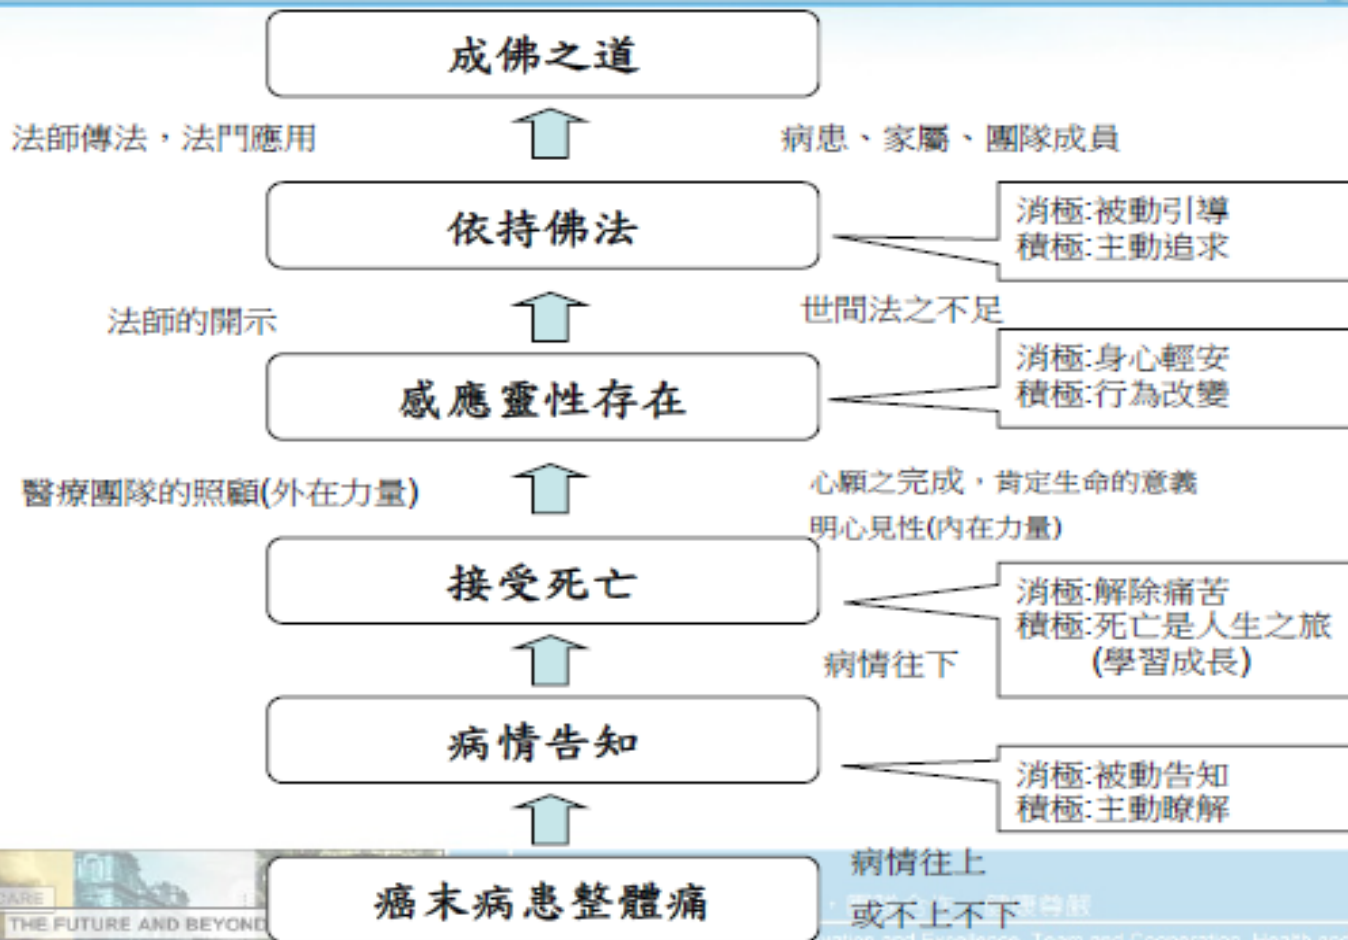 成佛之道
法師傳法，法門應用
病患、家屬、團隊成員
依持佛法
消極:被動引導
積極:主動追求
法師的開示
世間法之不足
感應靈性存在
消極:身心輕安
積極:行為改變
醫療團隊的照顧(外在力量)
心願之完成，肯定生命的意義
明心見性(內在力量)
接受死亡
消極:解除痛苦
積極:死亡是人生之旅
(學習成長)
病情往下
病情告知
消極:被動告知
積極:主動瞭解
癌末病患整體痛
病情往上
或不上不下
CARE
THE FUTURE AND BEYOND